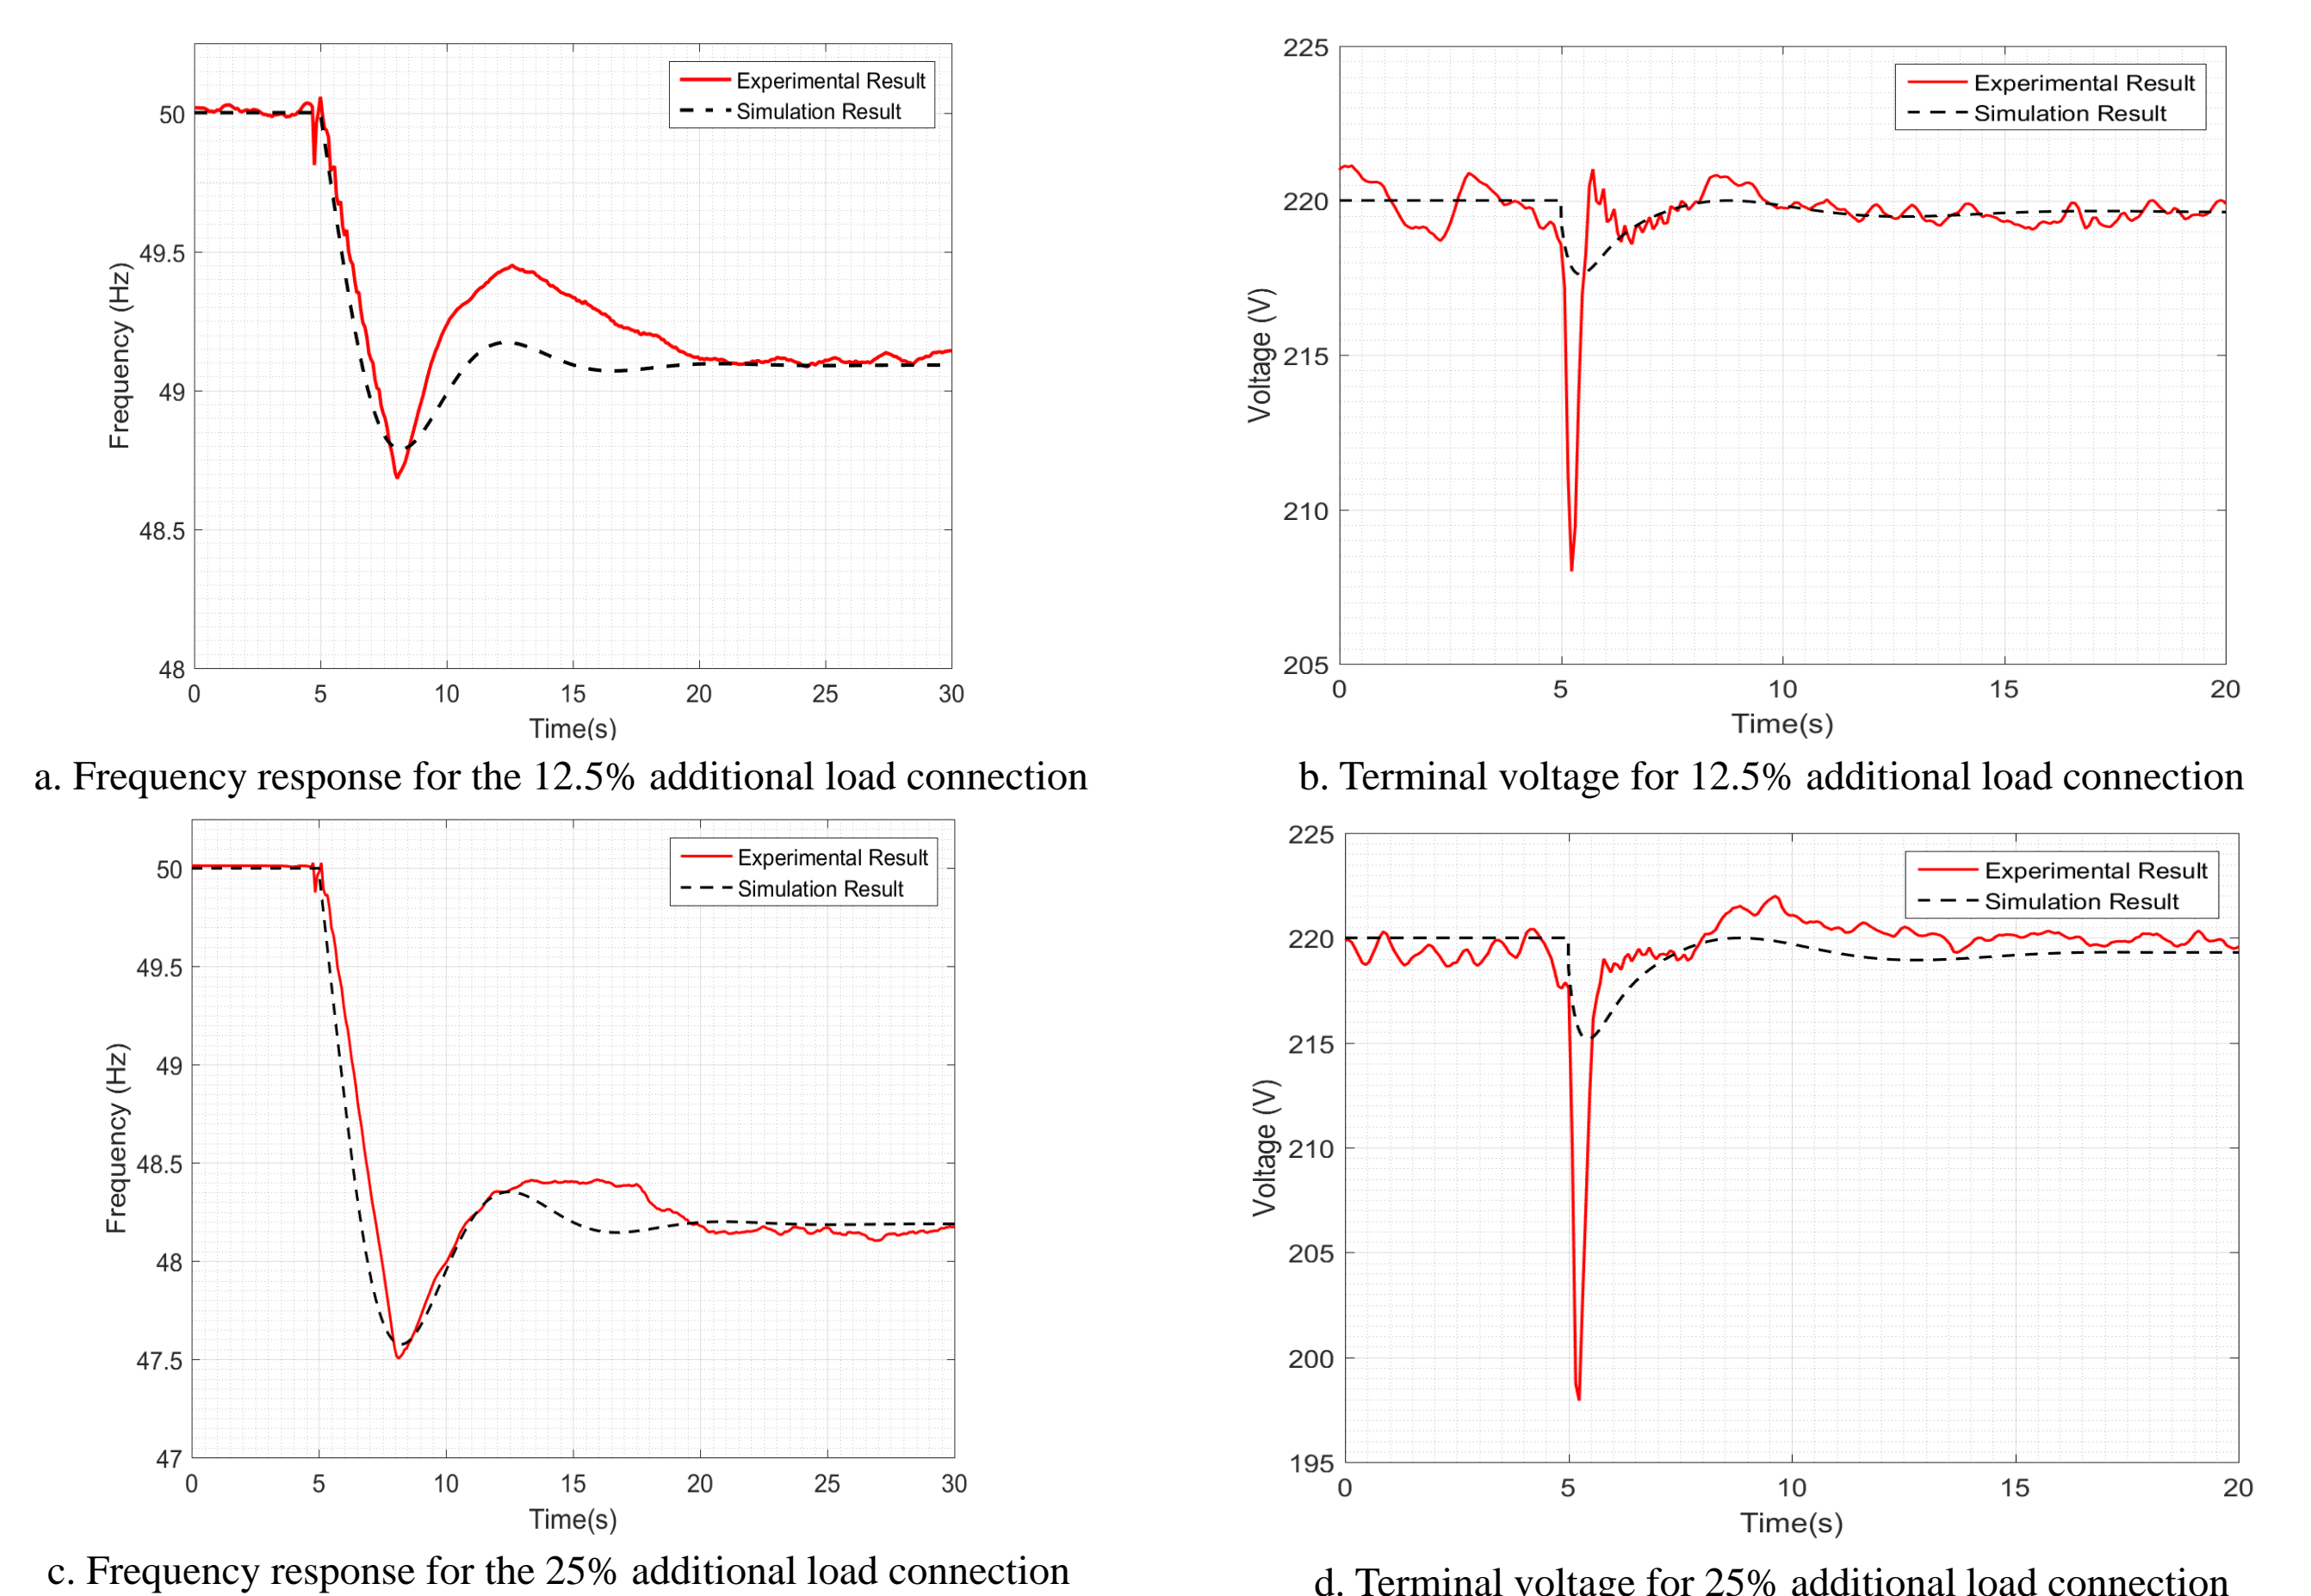 Experimental Result
Simulation Result
50
49.5
49
48.5
48
0 5 10 15 20 25 30
Frequency (Hz)
Time(s)
a. Frequency response for the 12.5% additional load connection
Experimental Result
Simulation Result
225
220
215
210
205
0 5 10 15 20
Voltage (V)
Time(s)
b. Terminal voltage for 12.5% additional load connection
Experimental Result
Simulation Result
50
49.5
49
48.5
48
47.5
47
0 5 10 15 20 25 30
Frequency (Hz)
Time(s)
c. Frequency response for the 25% additional load connection
Experimental Result
Simulation Result
225
220
215
210
205
200
195
0 5 10 15 20
Voltage (V)
Time(s)
d. Terminal voltage for 25% additional load connection